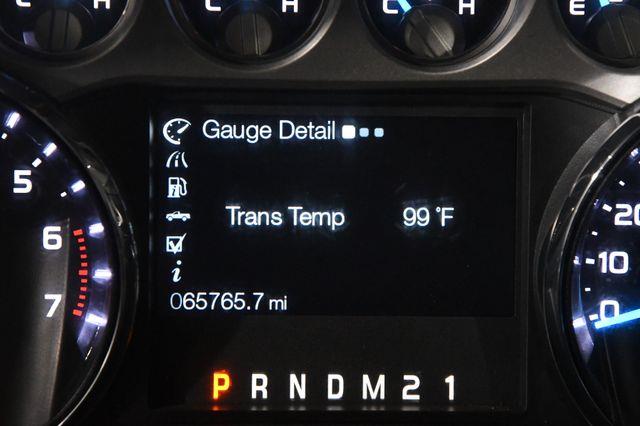 C H C H C H E
Gauge Detail
5
6
7
Trans Temp 99 °F
20
10
0
i
065765.7 mi
P R N D M 2 1